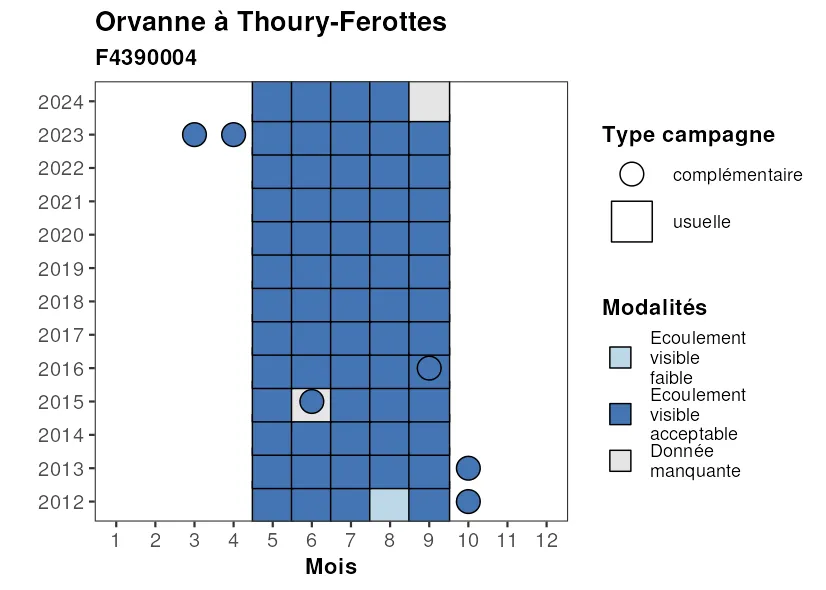 Orvanne à Thoury-Ferottes
F4390004
2024
2023
2022
2021
2020
2019
2018
2017
2016
2015
2014
2013
2012
1 2 3 4 5 6 7 8 9 10 11 12
Mois
Type campagne
complémentaire
usuelle
Modalités
Ecoulement
visible
faible
Ecoulement
visible
acceptable
Donnée
manquante